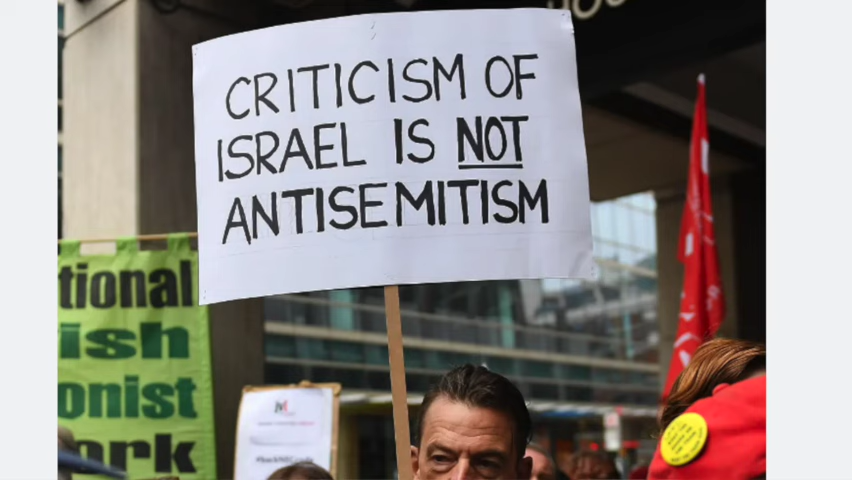 CRITICISM OF
ISRAEL IS NOT
ANTISEMITISM
tional
ish
onist
ork